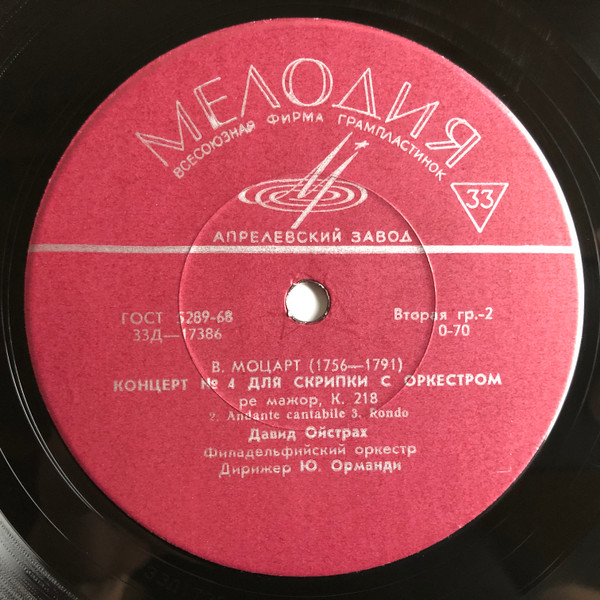 МЕЛОДИЯ
ВСЕСОЮЗНАЯ ФИРМА ГРАМПЛАСТИНОК
33
АПРЕЛЕВСКИЙ ЗАВОД
ГОСТ 5289-68 Вторая гр.-2
33Д—17386 0-70
В. МОЦАРТ (1756—1791)
КОНЦЕРТ № 4 ДЛЯ СКРИПКИ С ОРКЕСТРОМ
ре мажор, К. 218
2. Andante cantabile 3. Rondo
Давид Ойстрах
Филадельфийский оркестр
Дирижер Ю. Орманди